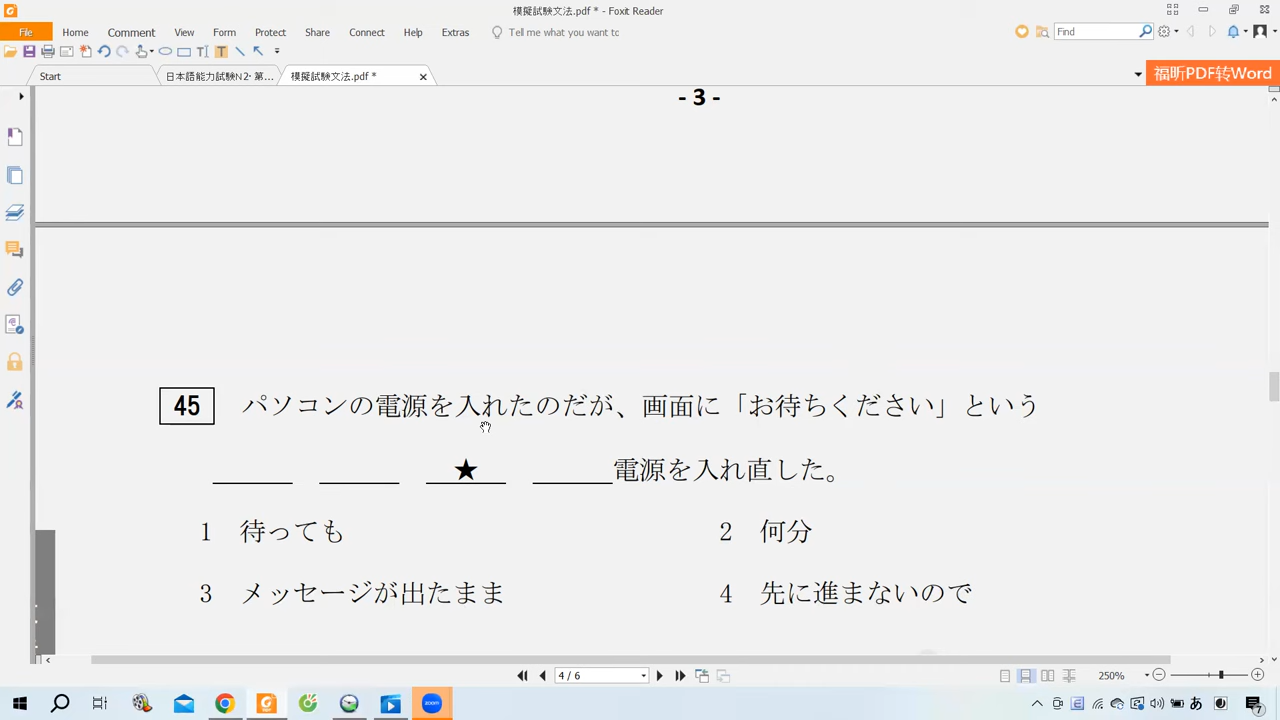 模擬試験文法.pdf * - Foxit Reader
File Home Comment View Form Protect Share Connect Help Extras Tell me what you want to Find
Start 日本語能力試験N2- 第... 模擬試験文法.pdf * 福昕PDF转Word
- 3 -
45 パソコンの電源を入れたのだが、画面に「お待ちください」という
★ 電源を入れ直した。
1 待っても 2 何分
3 メッセージが出たまま 4 先に進まないので
4 / 6 250%
zoom あ 7